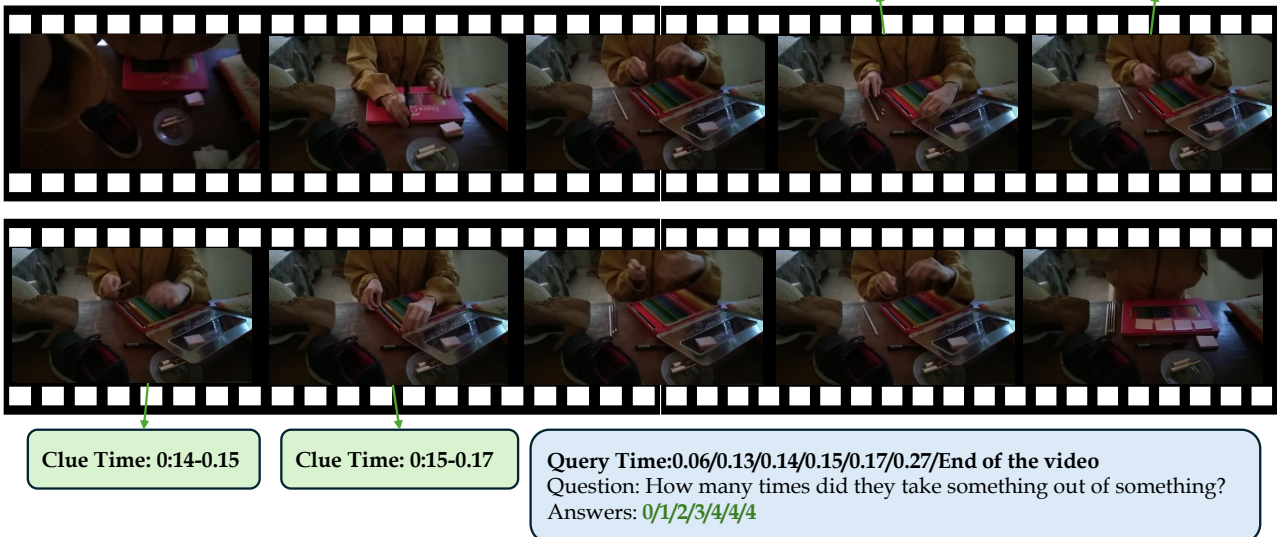 Clue Time: 0:14-0.15
Clue Time: 0:15-0.17
Query Time:0.06/0.13/0.14/0.15/0.17/0.27/End of the video
Question: How many times did they take something out of something?
Answers: 0/1/2/3/4/4/4